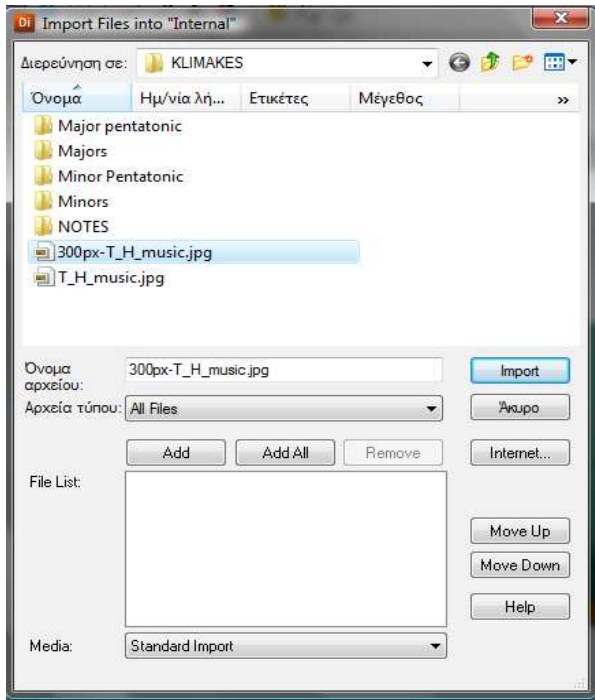 Di Import Files into "Internal"
Διερεύνηση σε: KLIMAKES
Όνομα Ημ/νία λή... Ετικέτες Μέγεθος »
Major pentatonic
Majors
Minor Pentatonic
Minors
NOTES
300px-T_H_music.jpg
T_H_music.jpg
Όνομα αρχείου: 300px-T_H_music.jpg Import
Αρχεία τύπου: All Files Άκυρο
Add Add All Remove Internet...
File List:
Move Up
Move Down
Help
Media: Standard Import